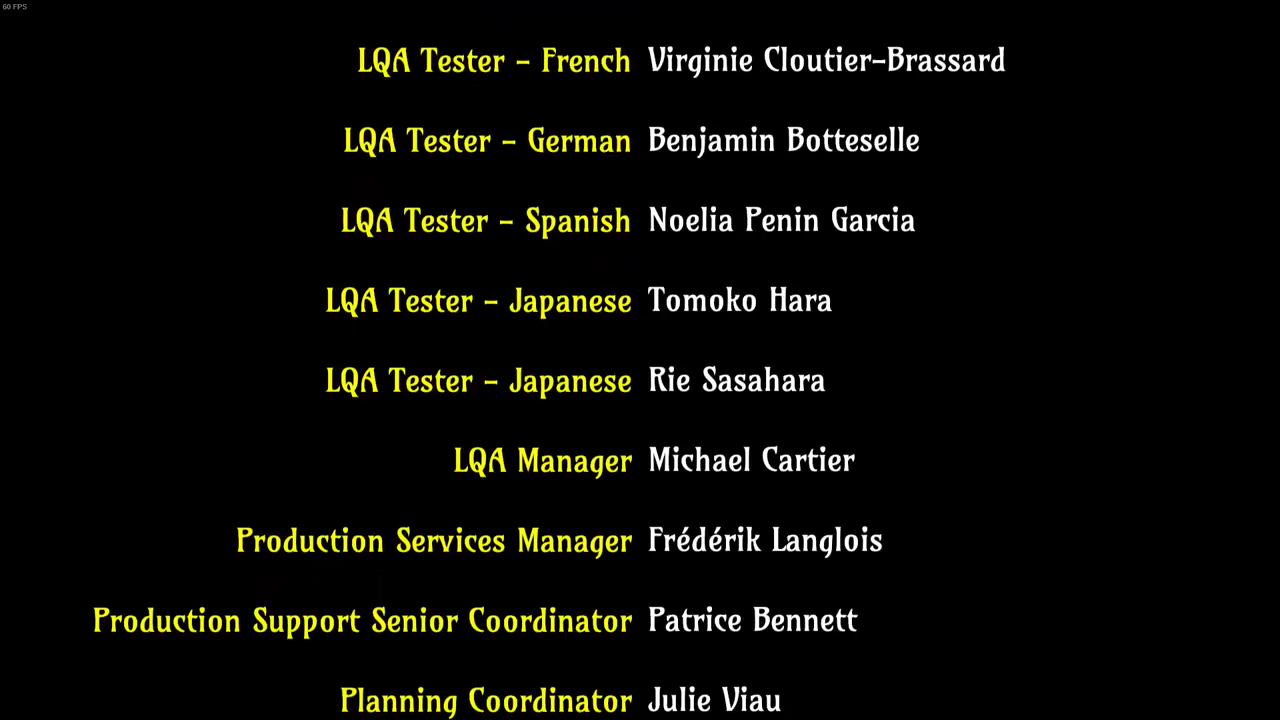 60 FPS
LQA Tester - French Virginie Cloutier-Brassard
LQA Tester - German Benjamin Botteselle
LQA Tester - Spanish Noelia Penin Garcia
LQA Tester - Japanese Tomoko Hara
LQA Tester - Japanese Rie Sasahara
LQA Manager Michael Cartier
Production Services Manager Frédérik Langlois
Production Support Senior Coordinator Patrice Bennett
Planning Coordinator Julie Viau